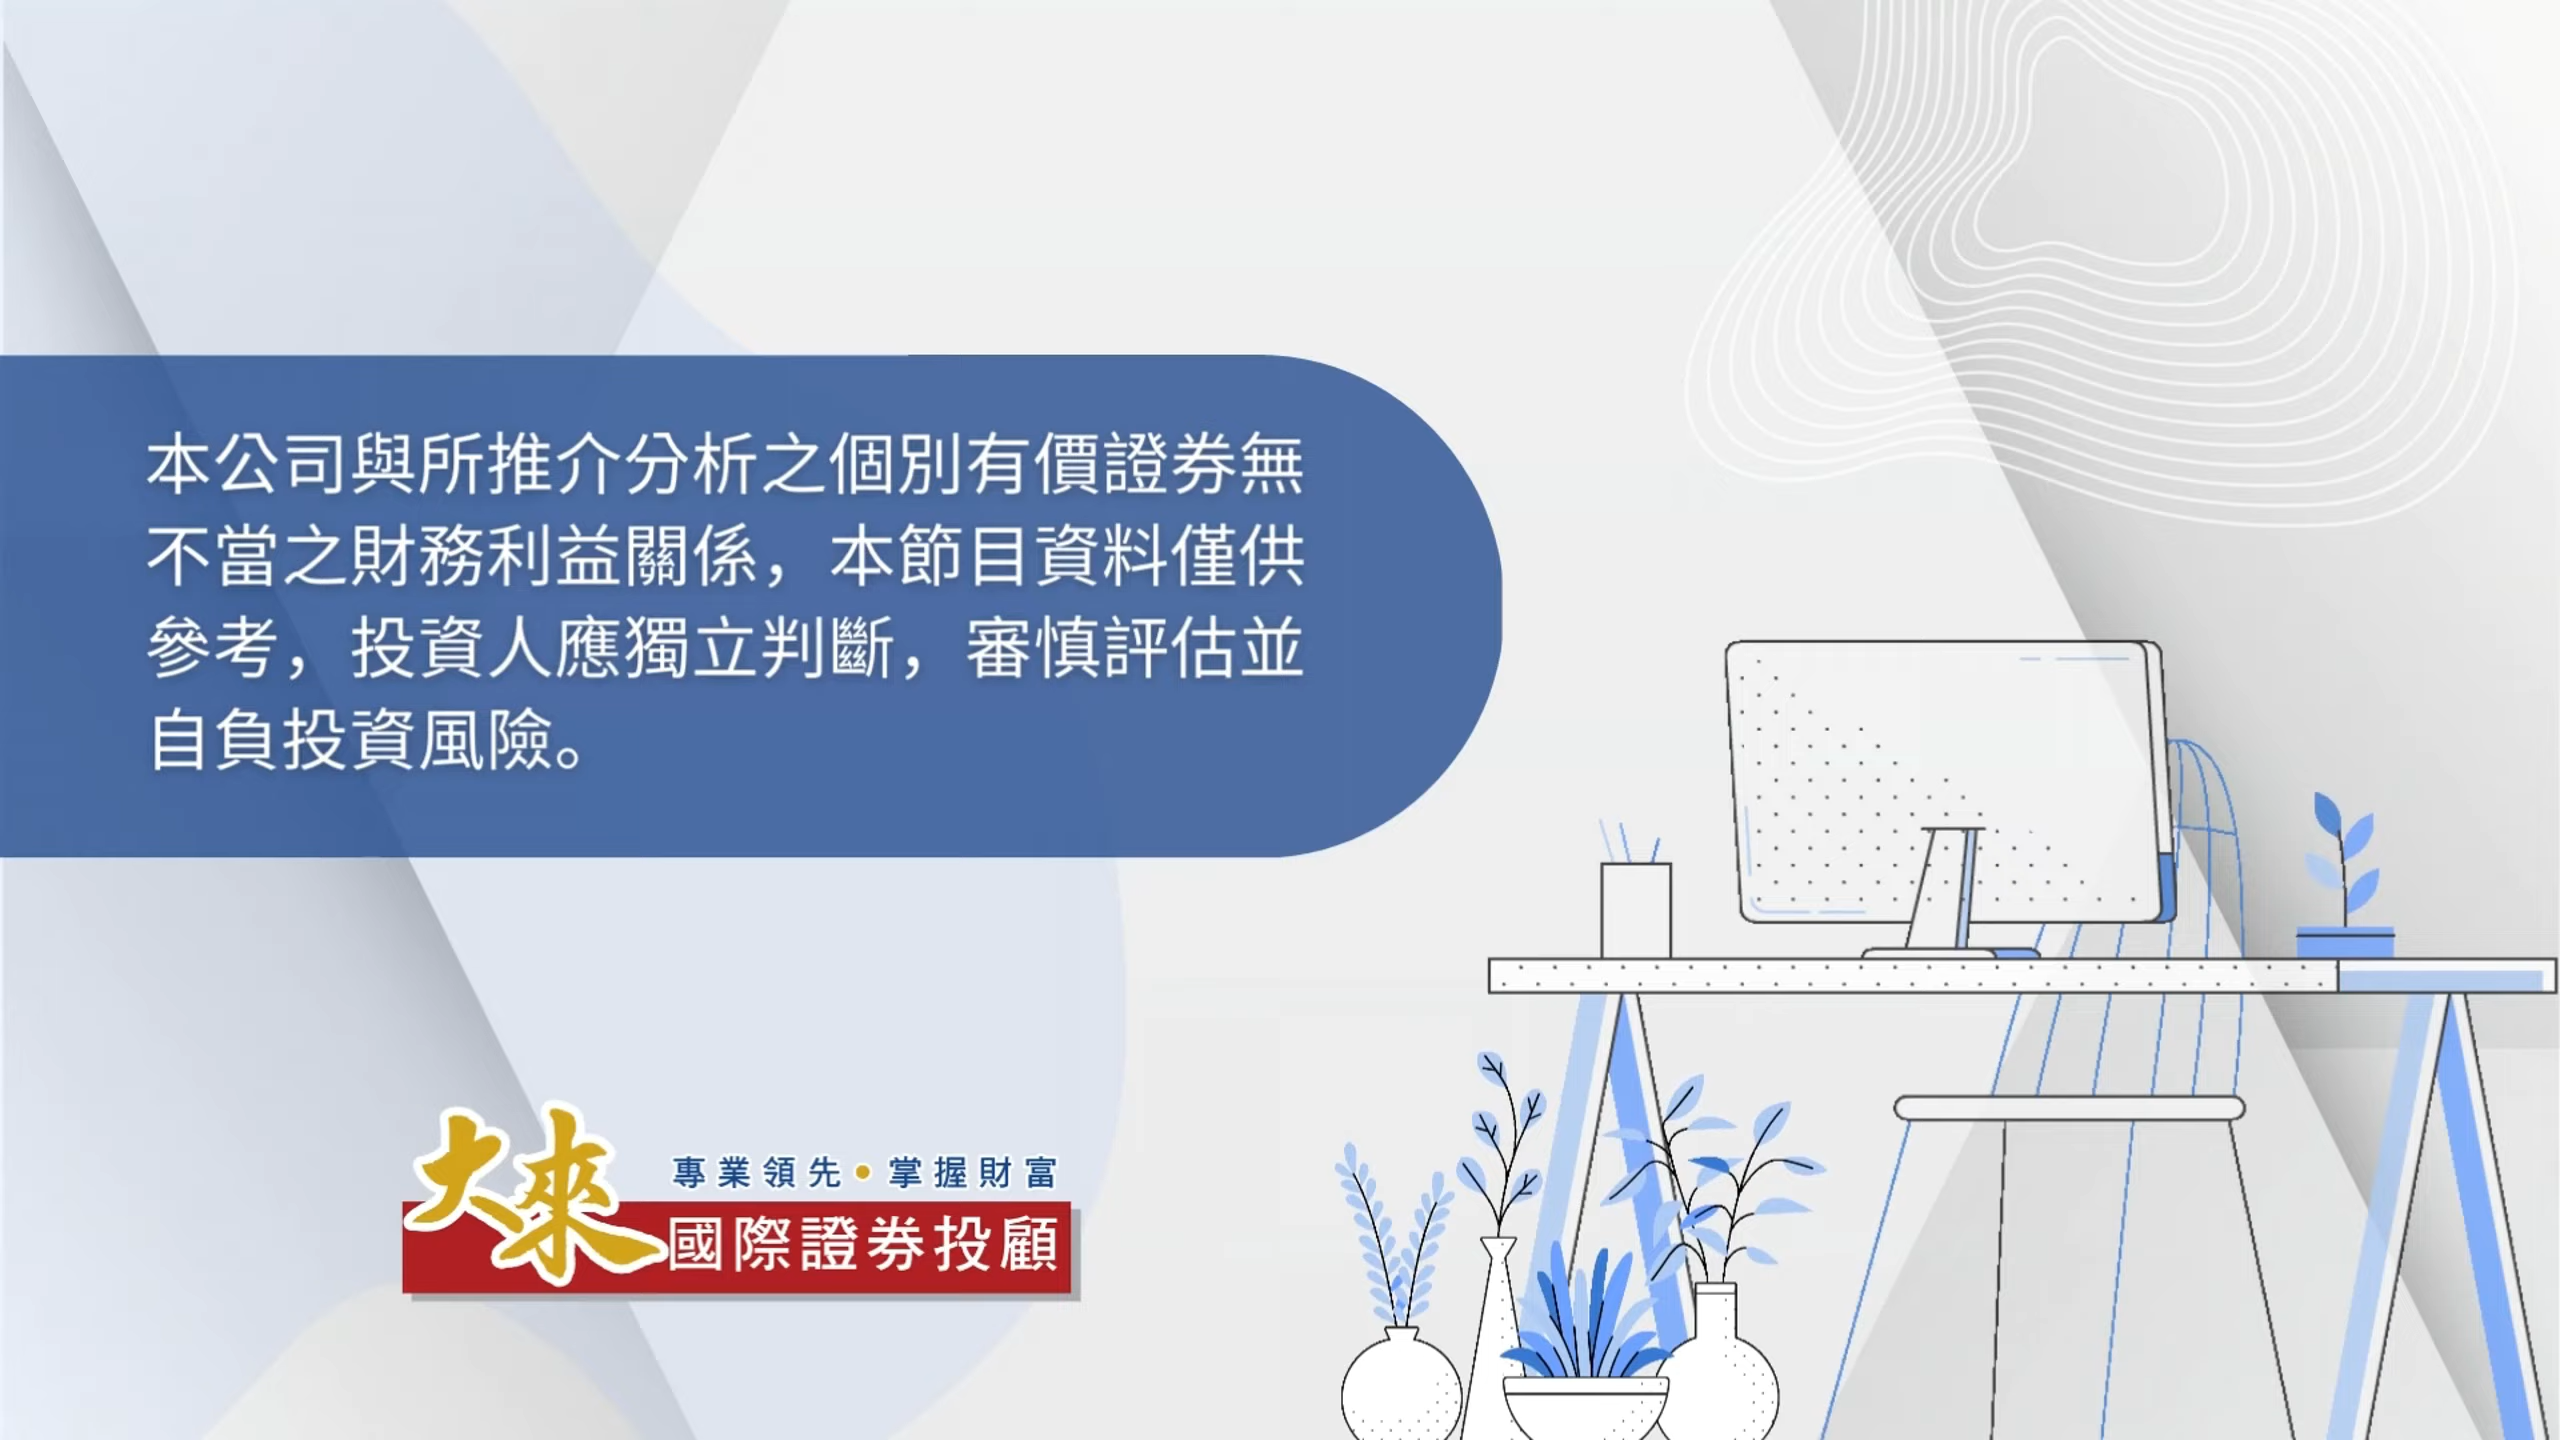 本公司與所推介分析之個別有價證券無
不當之財務利益關係，本節目資料僅供
參考，投資人應獨立判斷，審慎評估並
自負投資風險。
專業領先•掌握財富
大來國際證券投顧